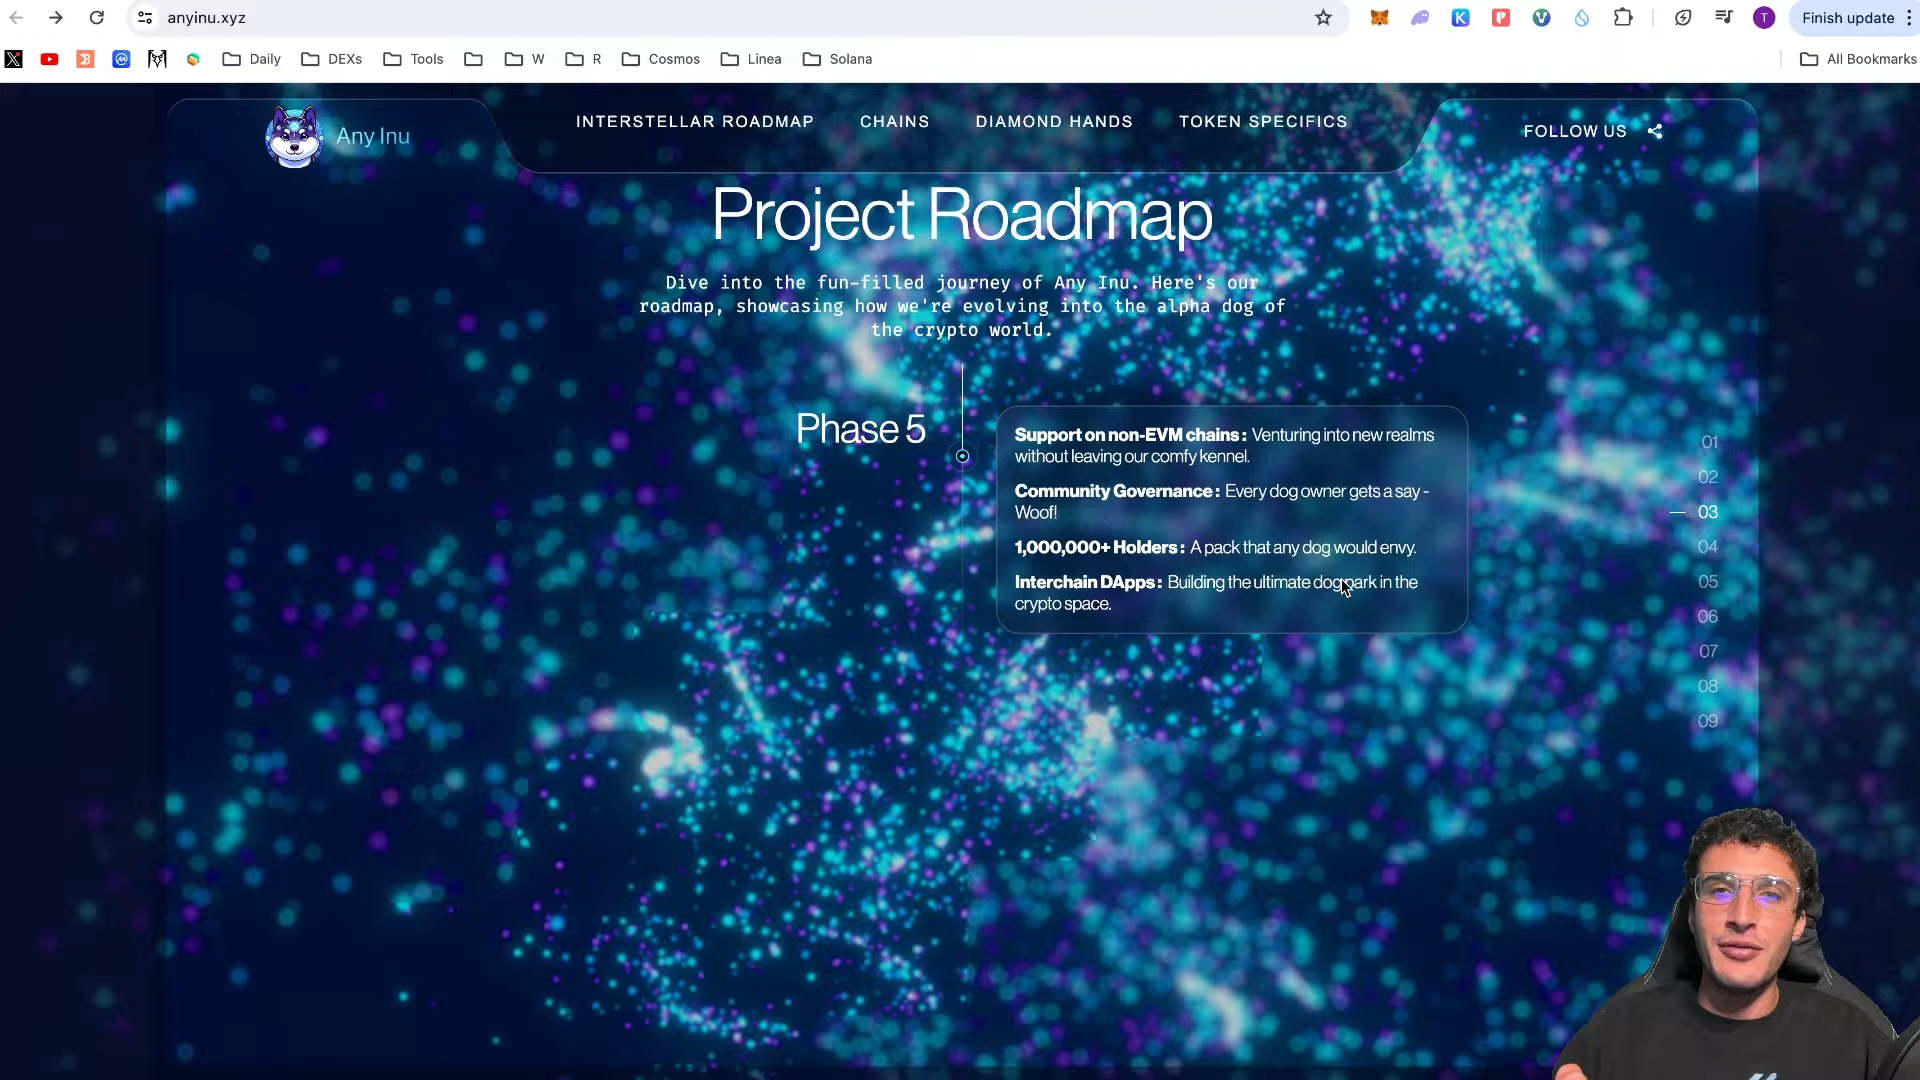 anyinu.xyz
T
Finish update
Daily
DEXs
Tools
W
R
Cosmos
Linea
Solana
All Bookmarks
Any Inu
INTERSTELLAR ROADMAP
CHAINS
DIAMOND HANDS
TOKEN SPECIFICS
FOLLOW US
Project Roadmap
Dive into the fun-filled journey of Any Inu. Here's our
roadmap, showcasing how we're evolving into the alpha dog of
the crypto world.
Phase 5
Support on non-EVM chains : Venturing into new realms
without leaving our comfy kennel.
Community Governance : Every dog owner gets a say -
Woof!
1,000,000+ Holders : A pack that any dog would envy.
Interchain DApps : Building the ultimate dog park in the
crypto space.
01
02
03
04
05
06
07
08
09